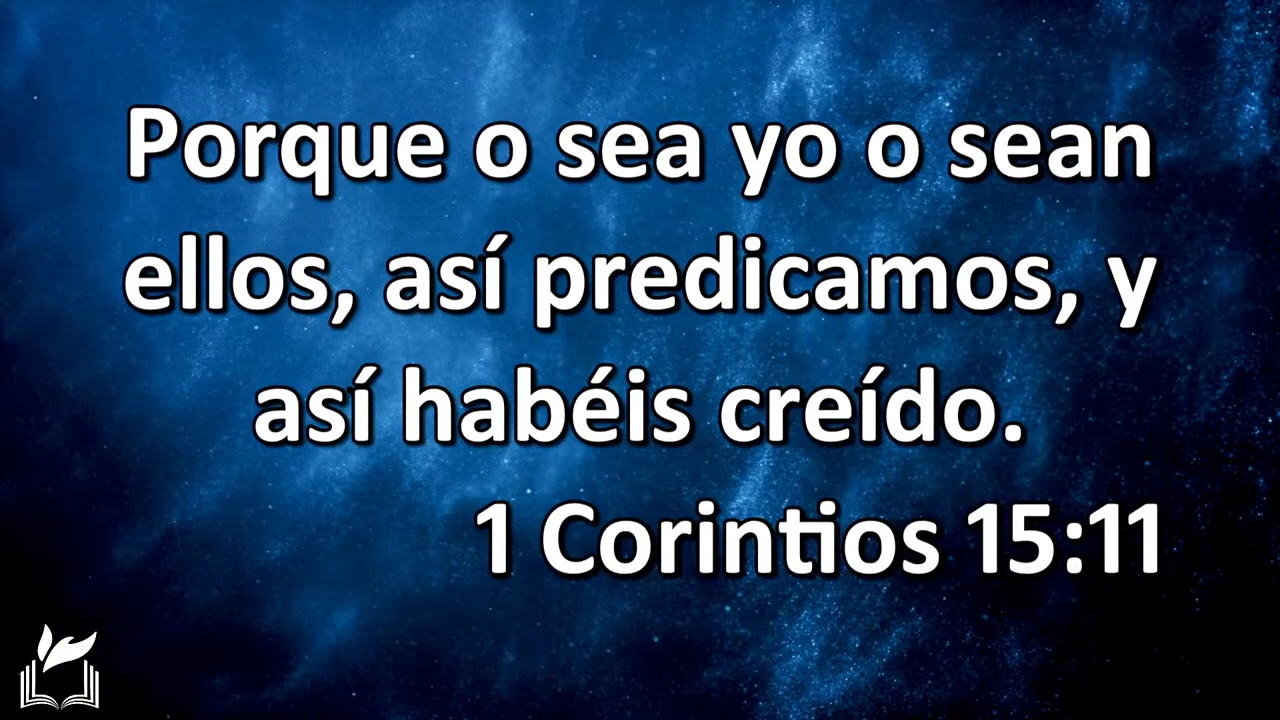 Porque o sea yo o sean
ellos, así predicamos, y
así habéis creído.
1 Corintios 15:11